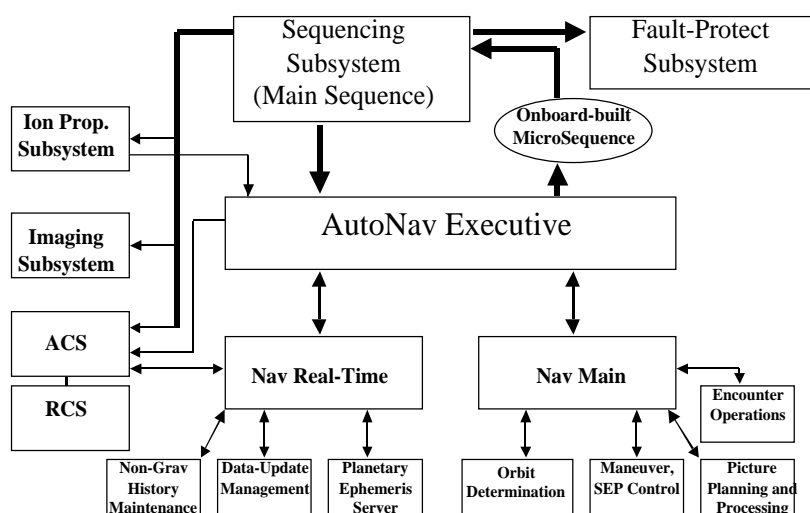 Sequencing
Subsystem
(Main Sequence)
Fault-Protect
Subsystem
Onboard-built
MicroSequence
Ion Prop.
Subsystem
AutoNav Executive
Imaging
Subsystem
ACS
RCS
Nav Real-Time
Nav Main
Encounter
Operations
Non-Grav
History
Maintenance
Data-Update
Management
Planetary
Ephemeris
Server
Orbit
Determination
Maneuver,
SEP Control
Picture
Planning and
Processing